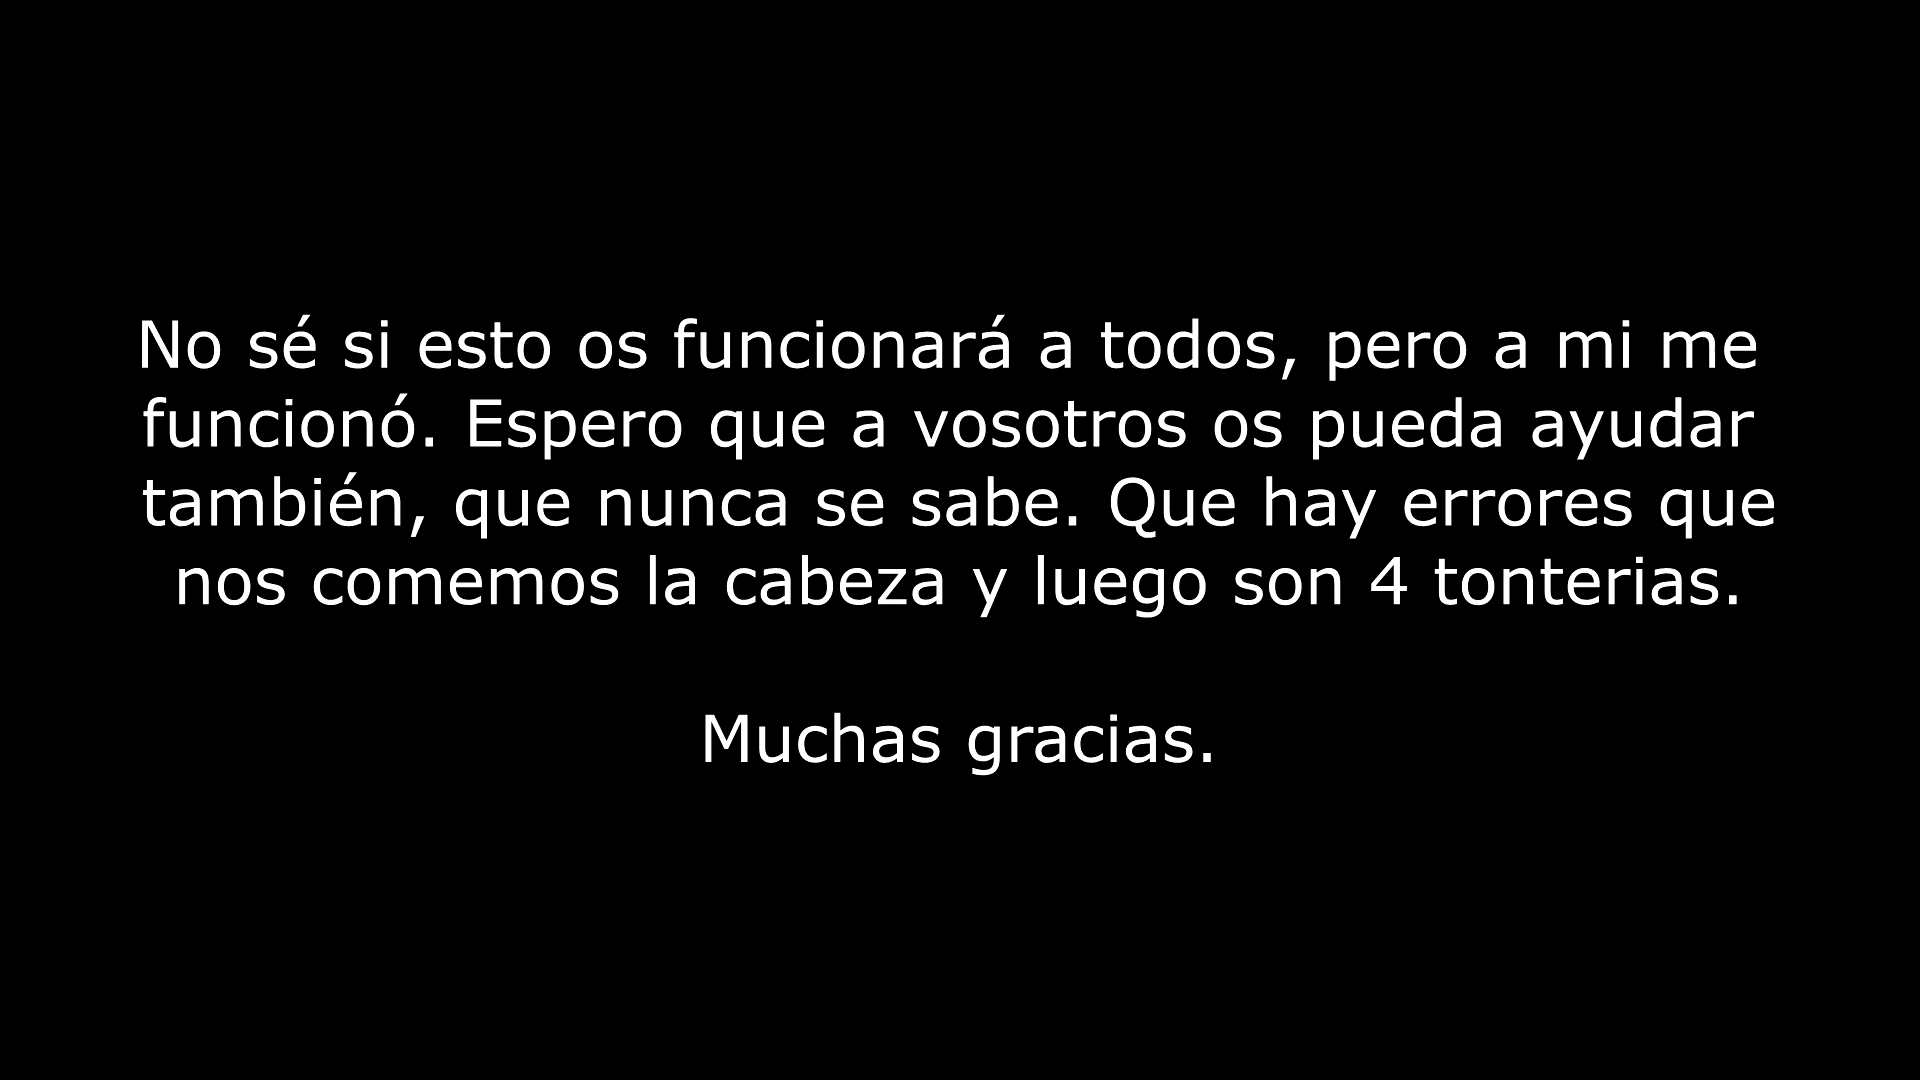 No sé si esto os funcionará a todos, pero a mi me
funcionó. Espero que a vosotros os pueda ayudar
también, que nunca se sabe. Que hay errores que
nos comemos la cabeza y luego son 4 tonterias.
Muchas gracias.